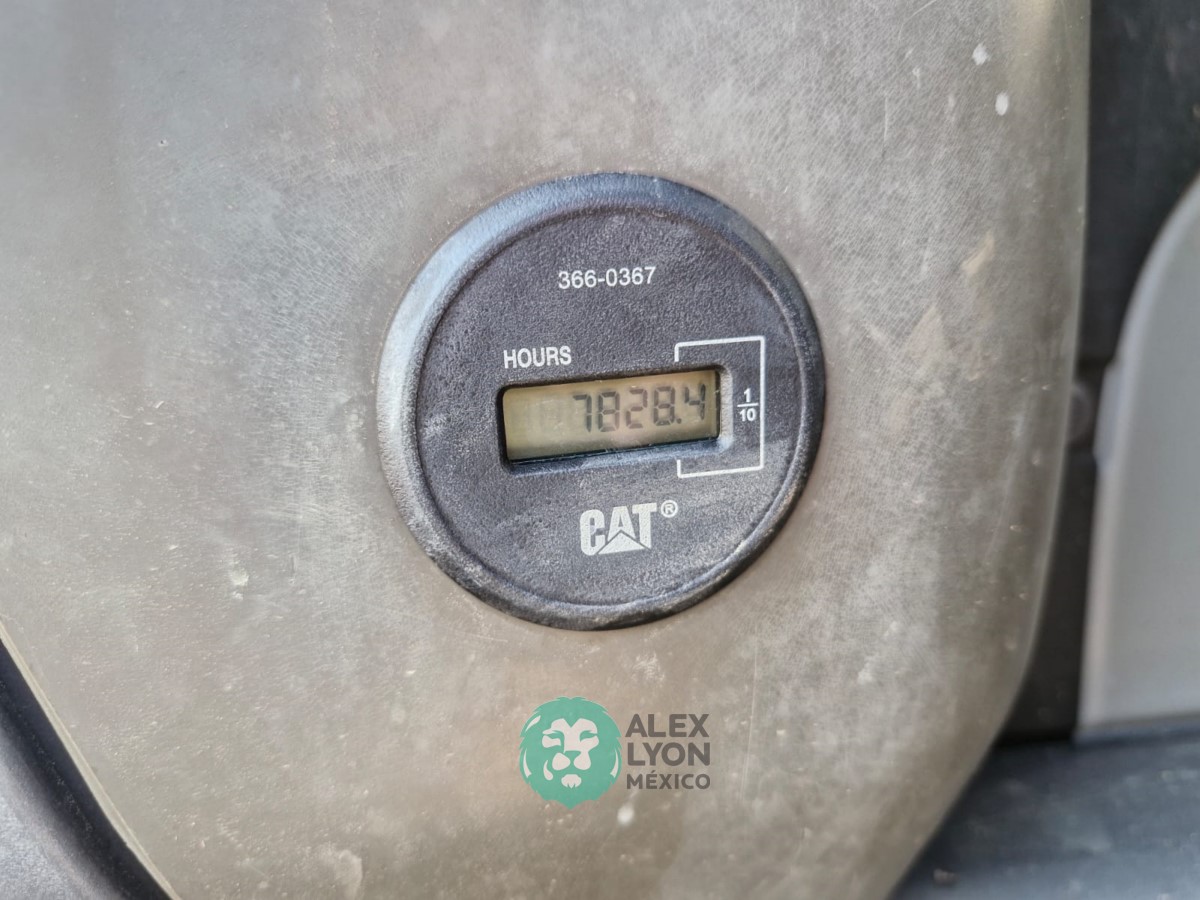 366-0367
HOURS
7828.4
1/10
CAT®
ALEX
LYON
MÉXICO